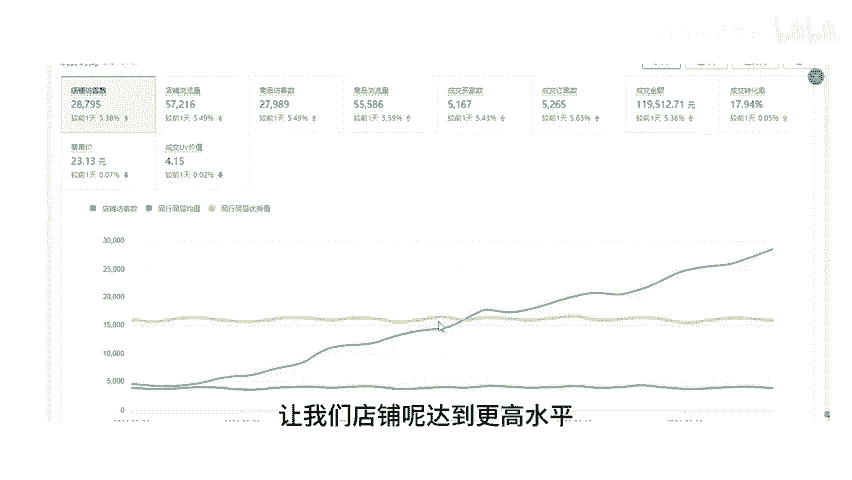 店铺访客数 店铺浏览量 商品访客数 商品浏览量 成交买家数 成交订单数 成交金额 成交转化率
28,795 57,216 27,989 55,586 5,167 5,265 119,512.71 元 17.94%
较前1天 5.38% 较前1天 5.49% 较前1天 5.49% 较前1天 5.59% 较前1天 5.43% 较前1天 5.63% 较前1天 5.36% 较前1天 0.05%
客单价 成交UV价值
23.13 元 4.15
较前1天 0.07% 较前1天 0.02%
店铺访客数 同行同层均值 同行同层优秀值
30,000
25,000
20,000
15,000
10,000
5,000
0
让我们店铺呢达到更高水平
bilibili